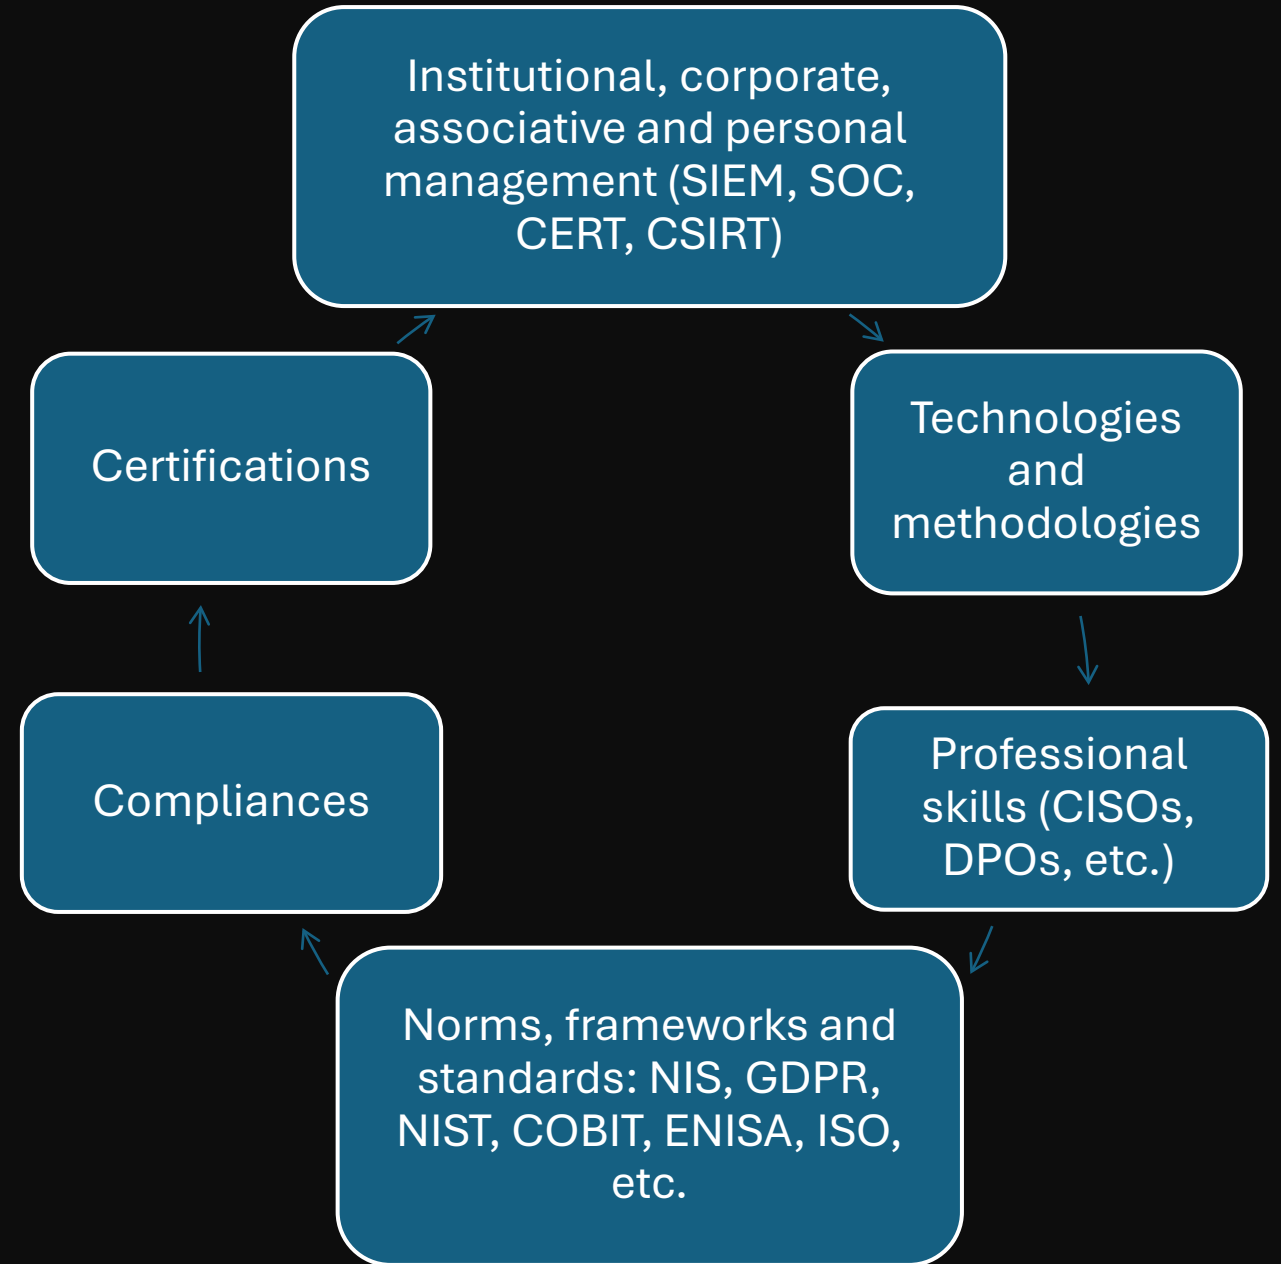 Institutional, corporate,
associative and personal
management (SIEM, SOC,
CERT, CSIRT)
Technologies
and
methodologies
Professional
skills (CISOs,
DPOs, etc.)
Norms, frameworks and
standards: NIS, GDPR,
NIST, COBIT, ENISA, ISO,
etc.
Compliances
Certifications